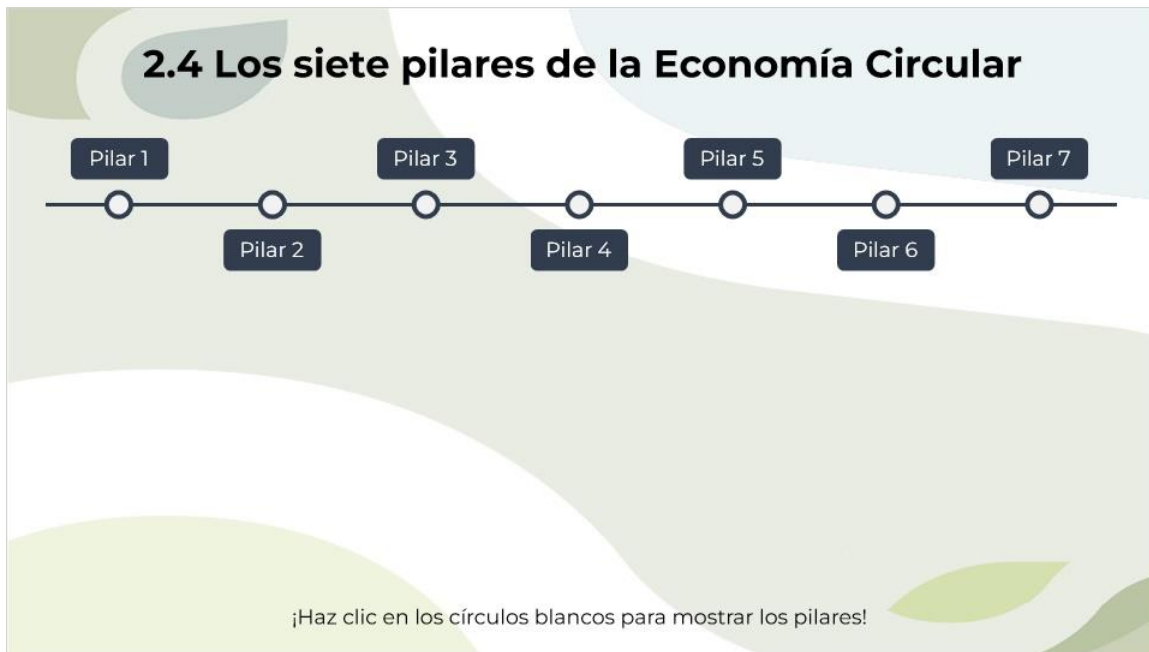 2.4 Los siete pilares de la Economía Circular
Pilar 1
Pilar 2
Pilar 3
Pilar 4
Pilar 5
Pilar 6
Pilar 7
¡Haz clic en los círculos blancos para mostrar los pilares!